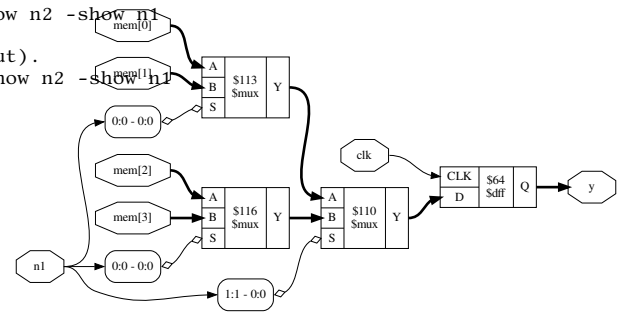 ow n2 -show n1
mem[0]
ut).
mem[1]
how n2 -show n1
A
B
S
$113
$mux
Y
0:0 - 0:0
mem[2]
mem[3]
A
B
S
$116
$mux
Y
0:0 - 0:0
n1
1:1 - 0:0
A
B
S
$110
$mux
Y
clk
CLK
D
$64
$dff
Q
y